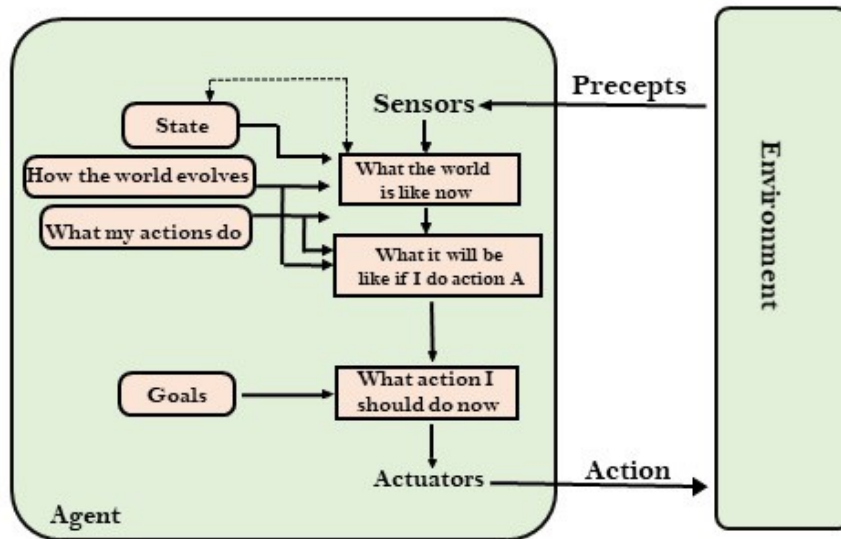 Precepts
Sensors
State
How the world evolves
What the world
is like now
What my actions do
What it will be
like if I do action A
Goals
What action I
should do now
Actuators
Action
Agent
Environment